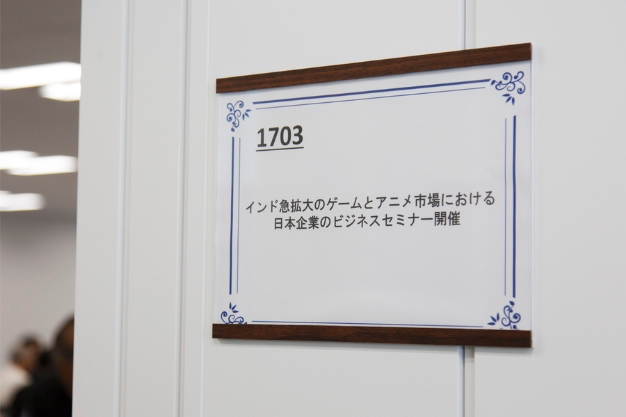 1703
インド急拡大のゲームとアニメ市場における
日本企業のビジネスセミナー開催